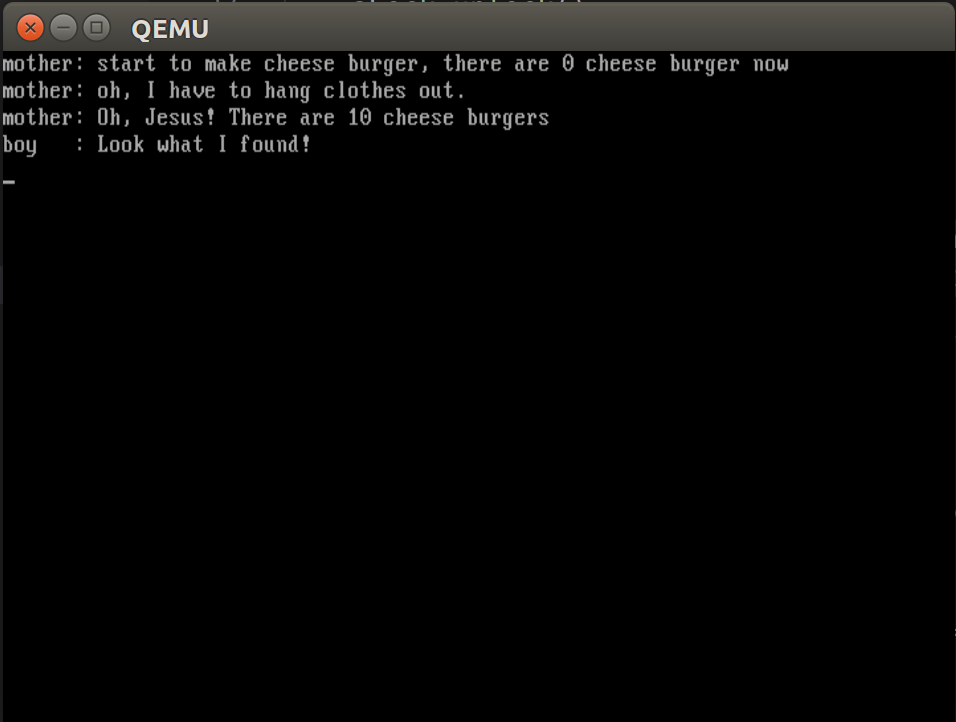 QEMU
mother: start to make cheese burger, there are 0 cheese burger now
mother: oh, I have to hang clothes out.
mother: Oh, Jesus! There are 10 cheese burgers
boy   : Look what I found!